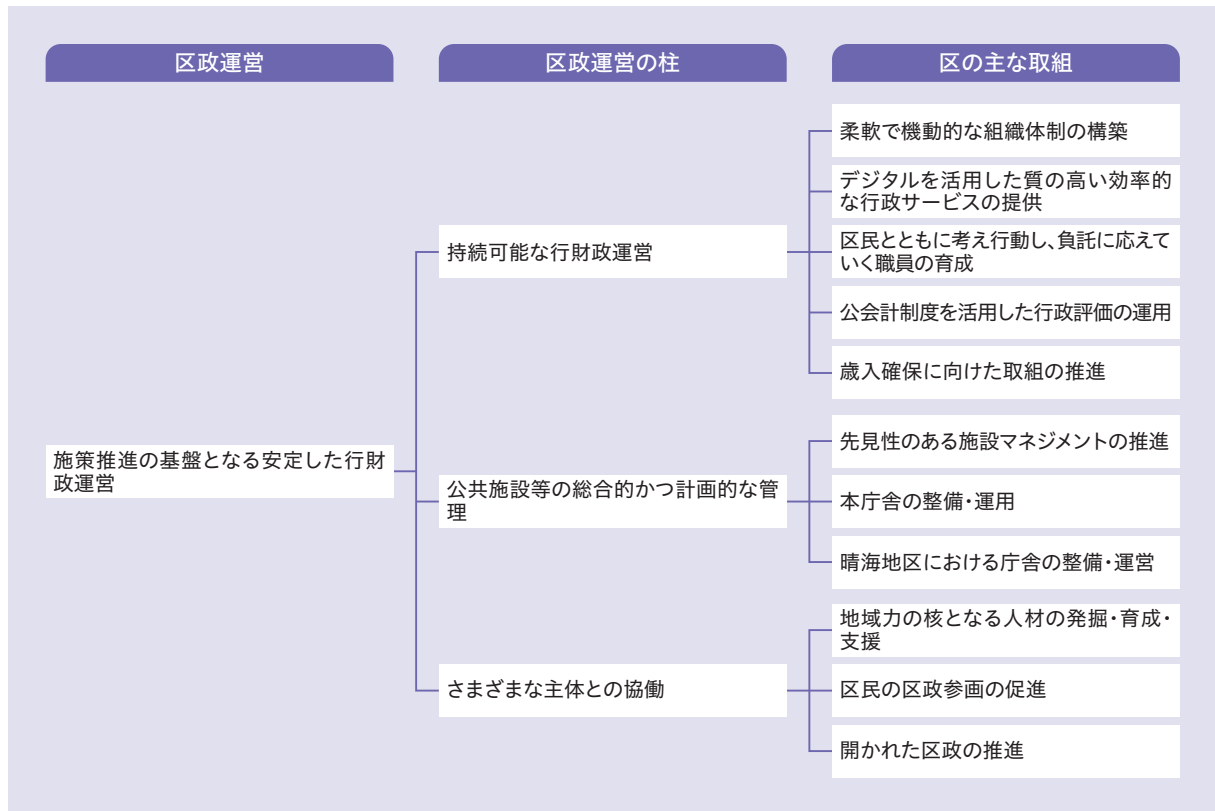 区政運営
区政運営の柱
区の主な取組
施策推進の基盤となる安定した行財
政運営
持続可能な行財政運営
柔軟で機動的な組織体制の構築
デジタルを活用した質の高い効率的
な行政サービスの提供
区民とともに考え行動し、負託に応えて
いく職員の育成
公会計制度を活用した行政評価の運用
歳入確保に向けた取組の推進
公共施設等の総合的かつ計画的な管
理
先見性のある施設マネジメントの推進
本庁舎の整備・運用
晴海地区における庁舎の整備・運営
さまざまな主体との協働
地域力の核となる人材の発掘・育成・
支援
区民の区政参画の促進
開かれた区政の推進